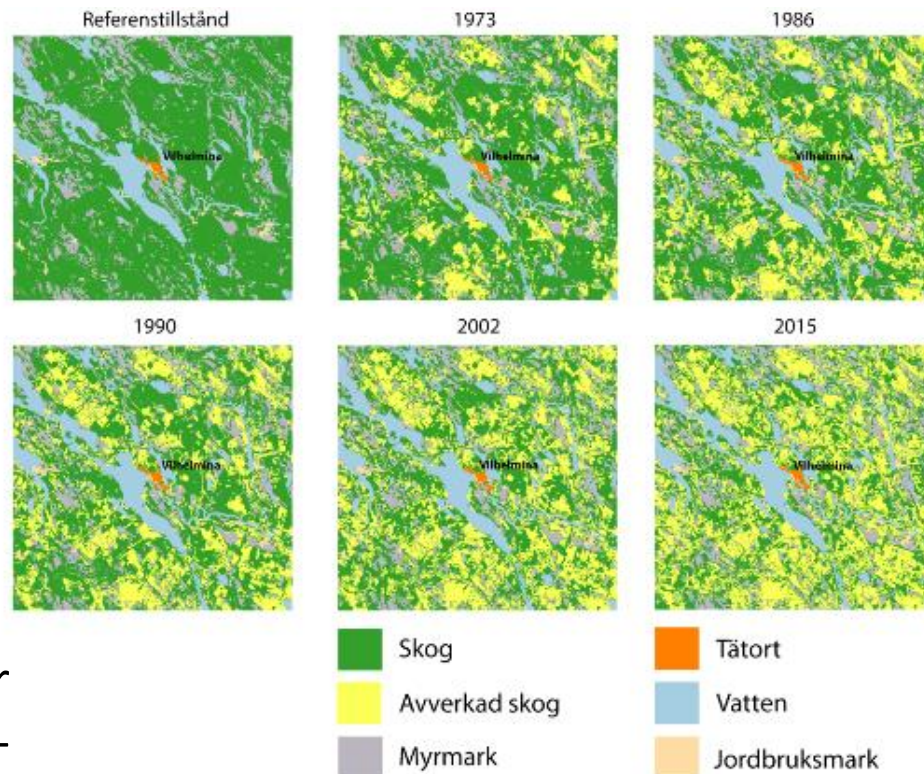 Referenstillstånd
1973
1986
Vilhelmina
Vilhelmina
Vilhelmina
1990
2002
2015
Vilhelmina
Vilhelmina
Vilhelmina
Skog
Tätort
Avverkad skog
Vatten
Myrmark
Jordbruksmark